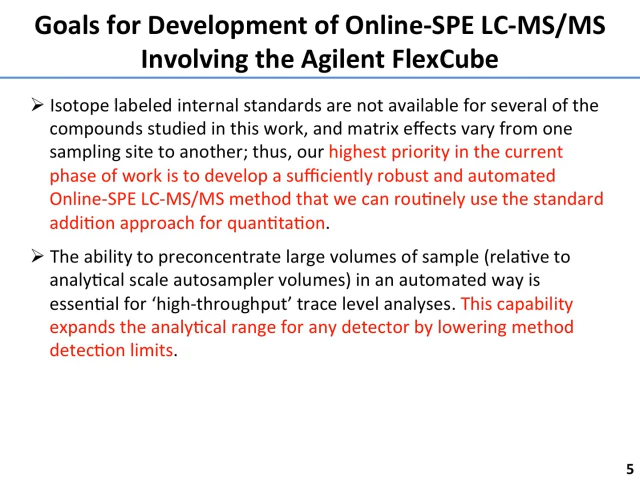 Goals for Development of Online-SPE LC-MS/MS
Involving the Agilent FlexCube
➢ Isotope labeled internal standards are not available for several of the
compounds studied in this work, and matrix effects vary from one
sampling site to another; thus, our highest priority in the current
phase of work is to develop a sufficiently robust and automated
Online-SPE LC-MS/MS method that we can routinely use the standard
addition approach for quantitation.
➢ The ability to preconcentrate large volumes of sample (relative to
analytical scale autosampler volumes) in an automated way is
essential for ‘high-throughput’ trace level analyses. This capability
expands the analytical range for any detector by lowering method
detection limits.
5